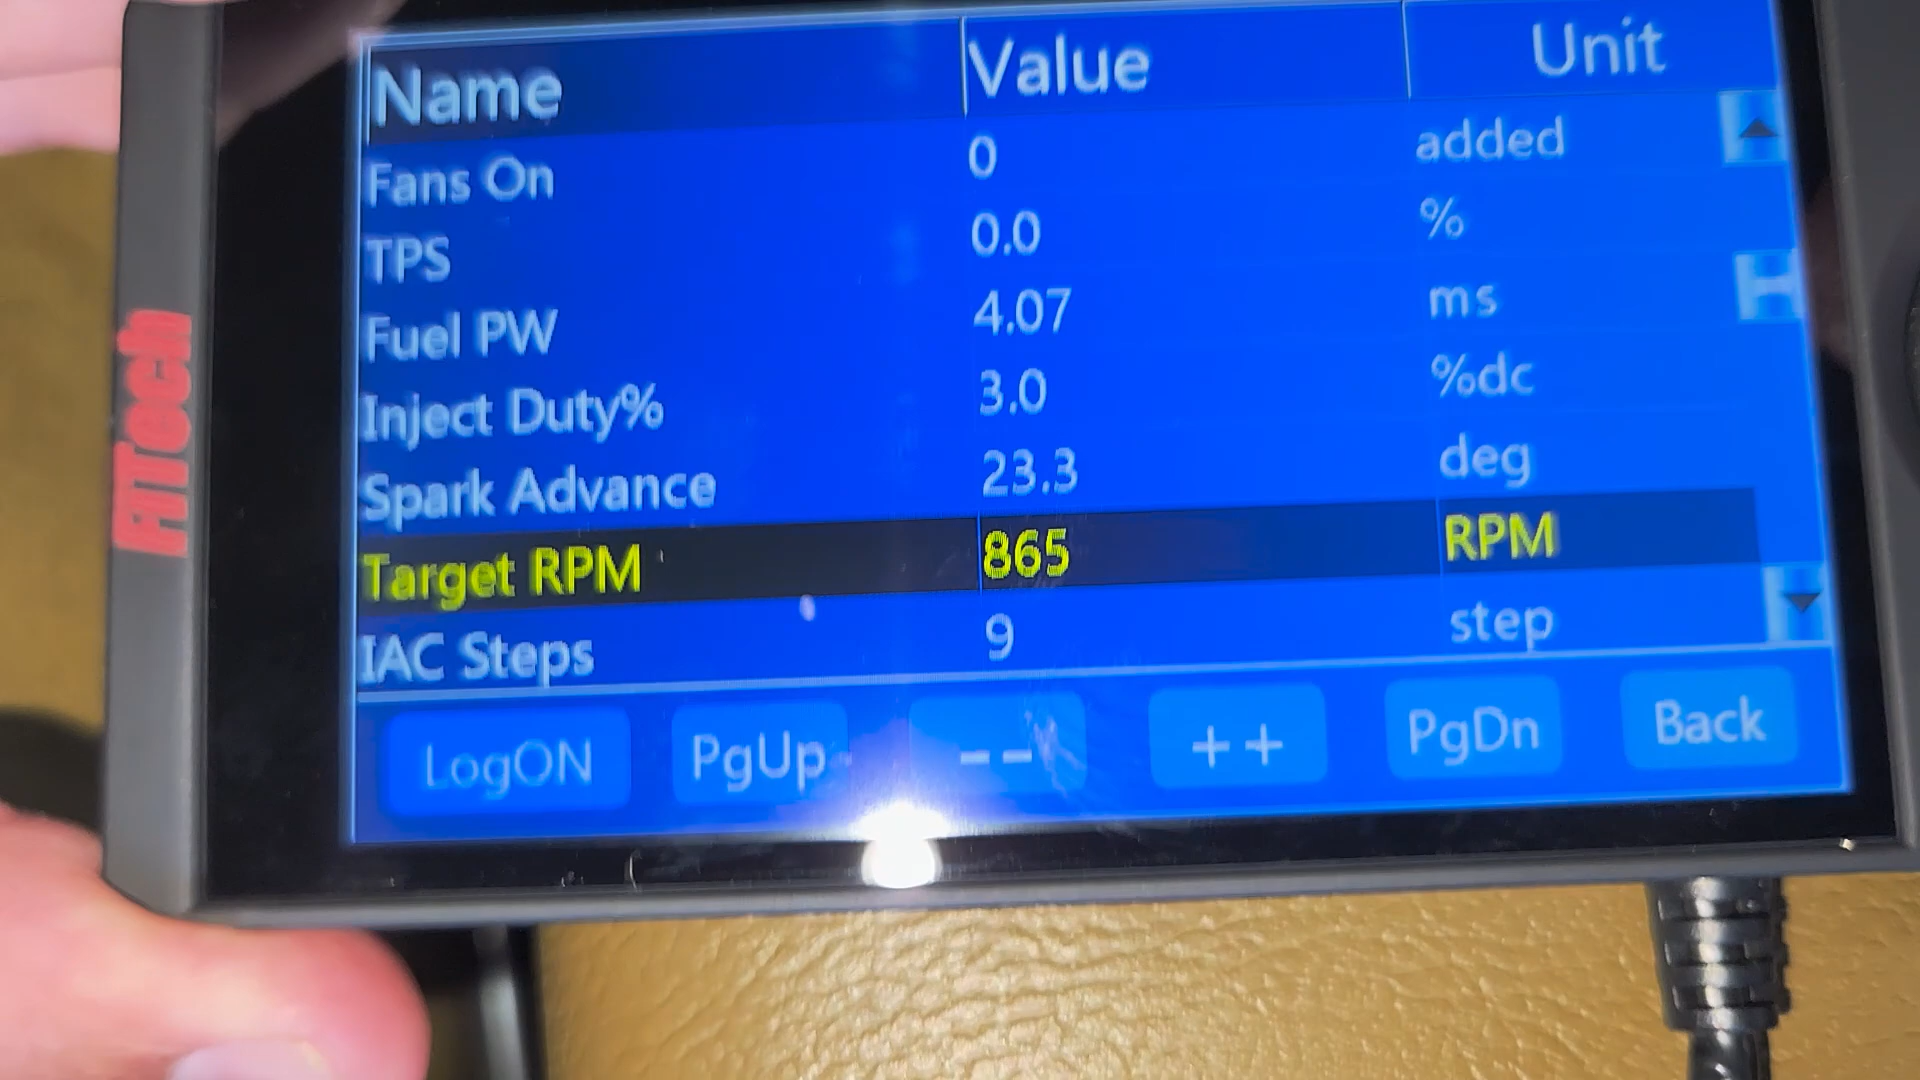 Name Value Unit
Fans On 0 added
TPS 0.0 %
Fuel PW 4.07 ms
Inject Duty% 3.0 %dc
Spark Advance 23.3 deg
Target RPM 865 RPM
IAC Steps 9 step
LogON PgUp -- ++ PgDn Back
FiTech